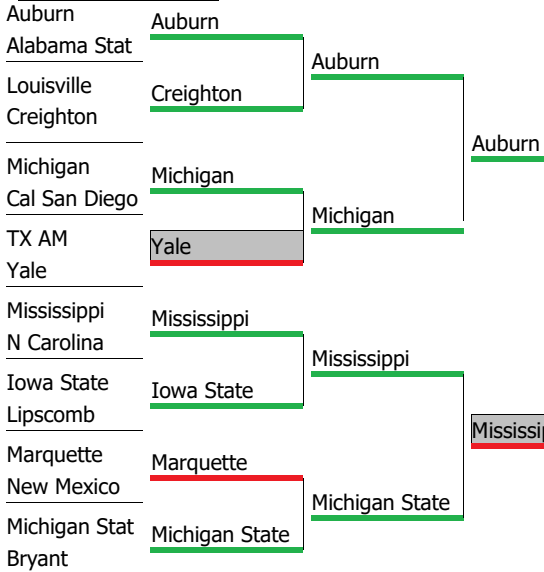 Auburn
Alabama Stat
Louisville
Creighton
Michigan
Cal San Diego
TX AM
Yale
Mississippi
N Carolina
Iowa State
Lipscomb
Marquette
New Mexico
Michigan Stat
Bryant
Auburn
Creighton
Michigan
Yale
Mississippi
Iowa State
Marquette
Michigan State
Auburn
Michigan
Mississippi
Michigan State
Auburn
Mississip